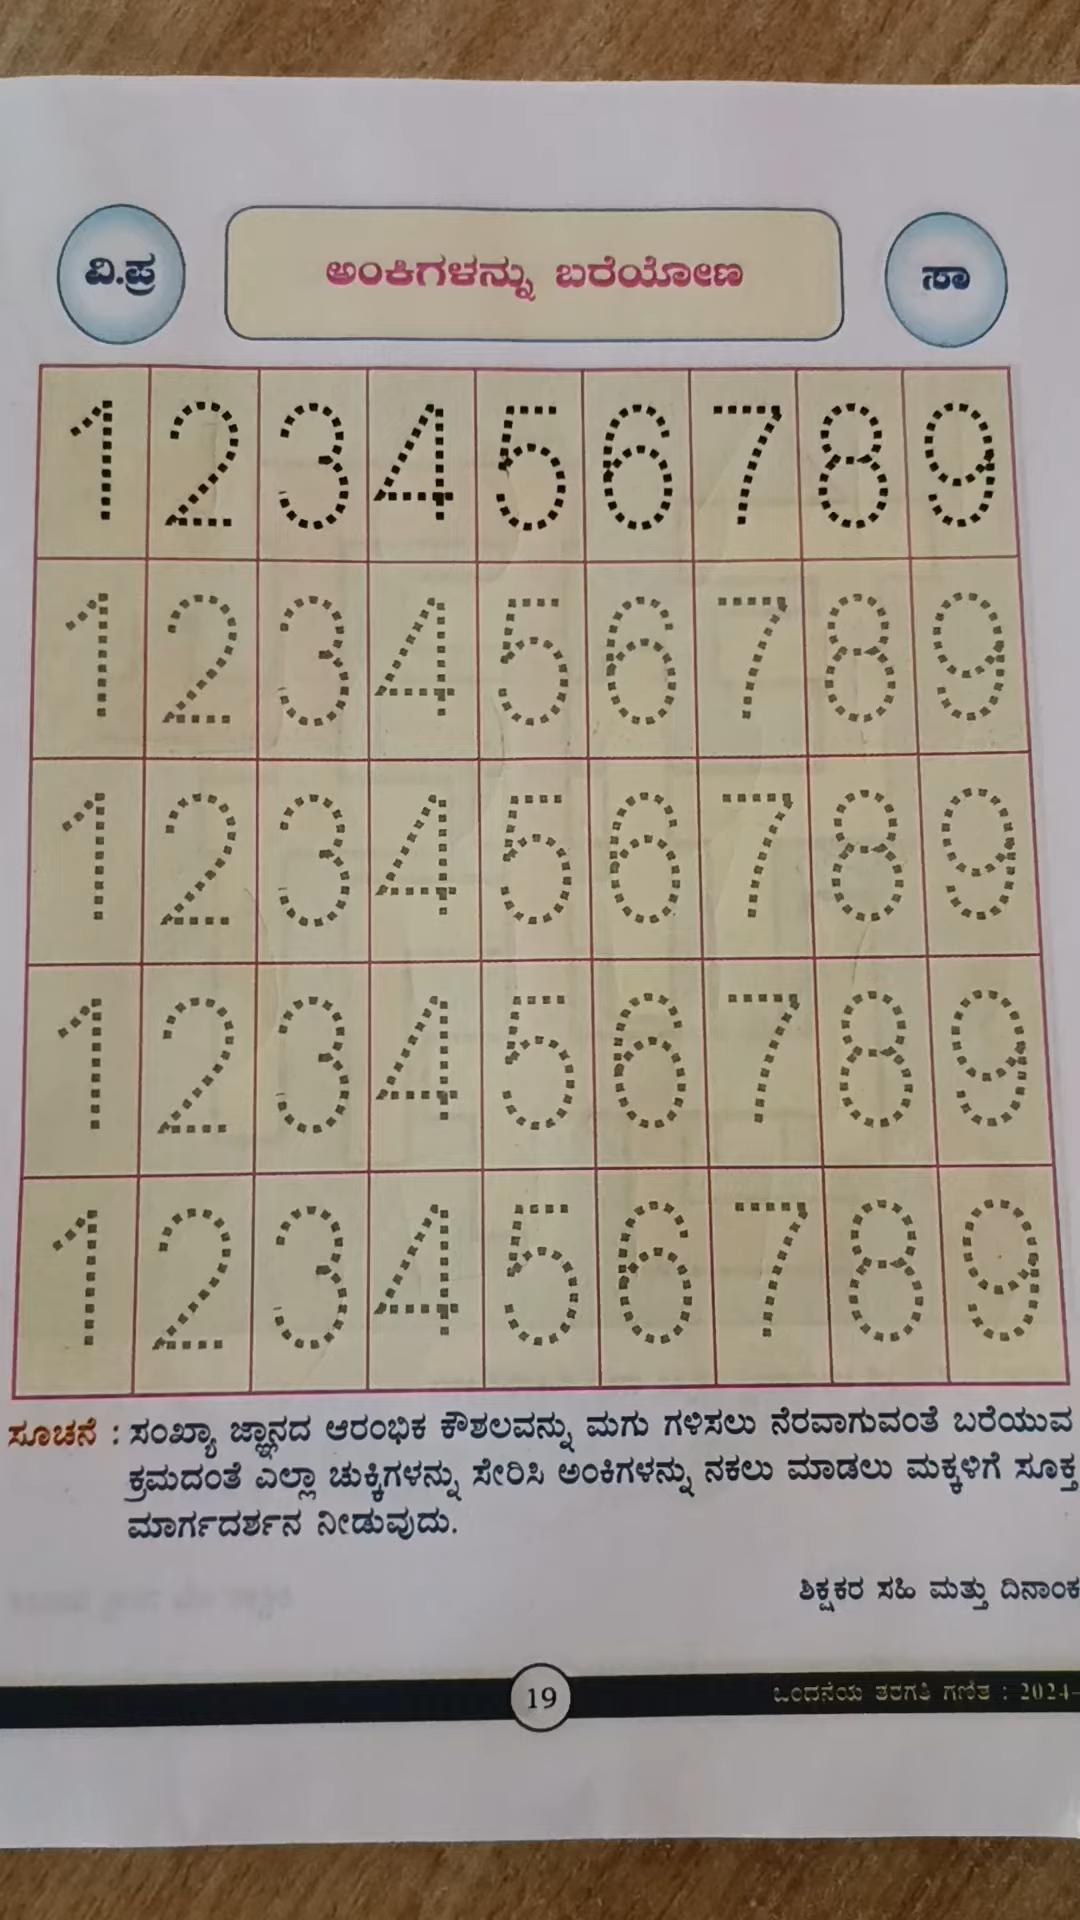 ವಿ.ಪ್ರ ಅಂಕಿಗಳನ್ನು ಬರೆಯೋಣ ಸಾ
1 2 3 4 5 6 7 8 9
1 2 3 4 5 6 7 8 9
1 2 3 4 5 6 7 8 9
1 2 3 4 5 6 7 8 9
1 2 3 4 5 6 7 8 9
ಸೂಚನೆ : ಸಂಖ್ಯಾ ಜ್ಞಾನದ ಆರಂಭಿಕ ಕೌಶಲವನ್ನು ಮಗು ಗಳಿಸಲು ನೆರವಾಗುವಂತೆ ಬರೆಯುವ
ಕ್ರಮದಂತೆ ಎಲ್ಲಾ ಚುಕ್ಕಿಗಳನ್ನು ಸೇರಿಸಿ ಅಂಕಿಗಳನ್ನು ನಕಲು ಮಾಡಲು ಮಕ್ಕಳಿಗೆ ಸೂಕ್ತ
ಮಾರ್ಗದರ್ಶನ ನೀಡುವುದು.
ಶಿಕ್ಷಕರ ಸಹಿ ಮತ್ತು ದಿನಾಂಕ
19 ಒಂದನೆಯ ತರಗತಿ ಗಣಿತ : 2024-